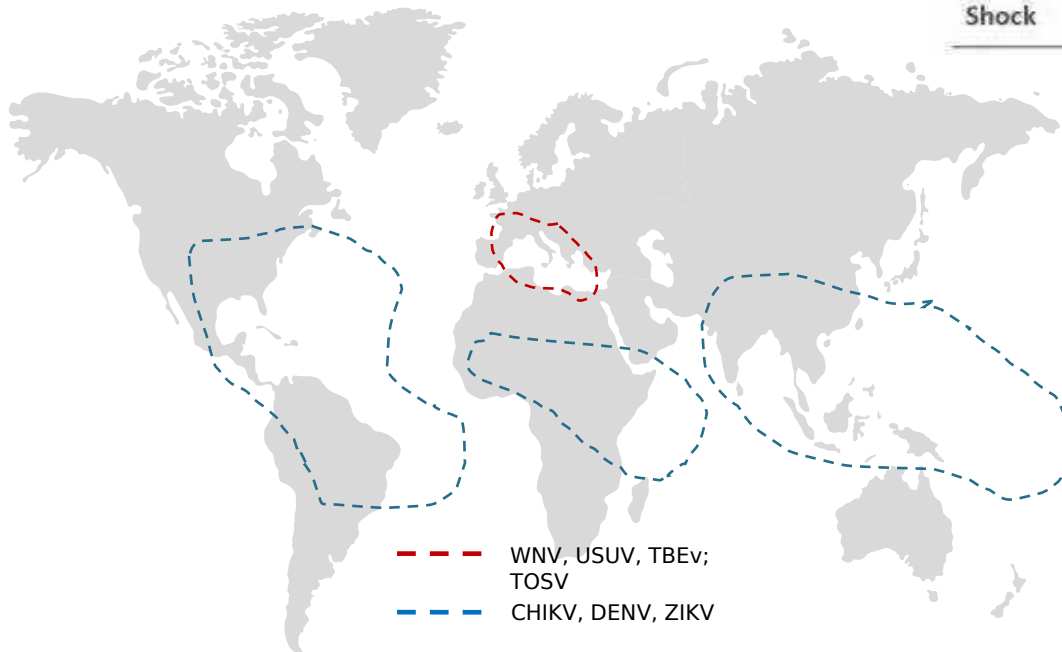 Shock
WNV, USUV, TBEv;
TOSV
CHIKV, DENV, ZIKV